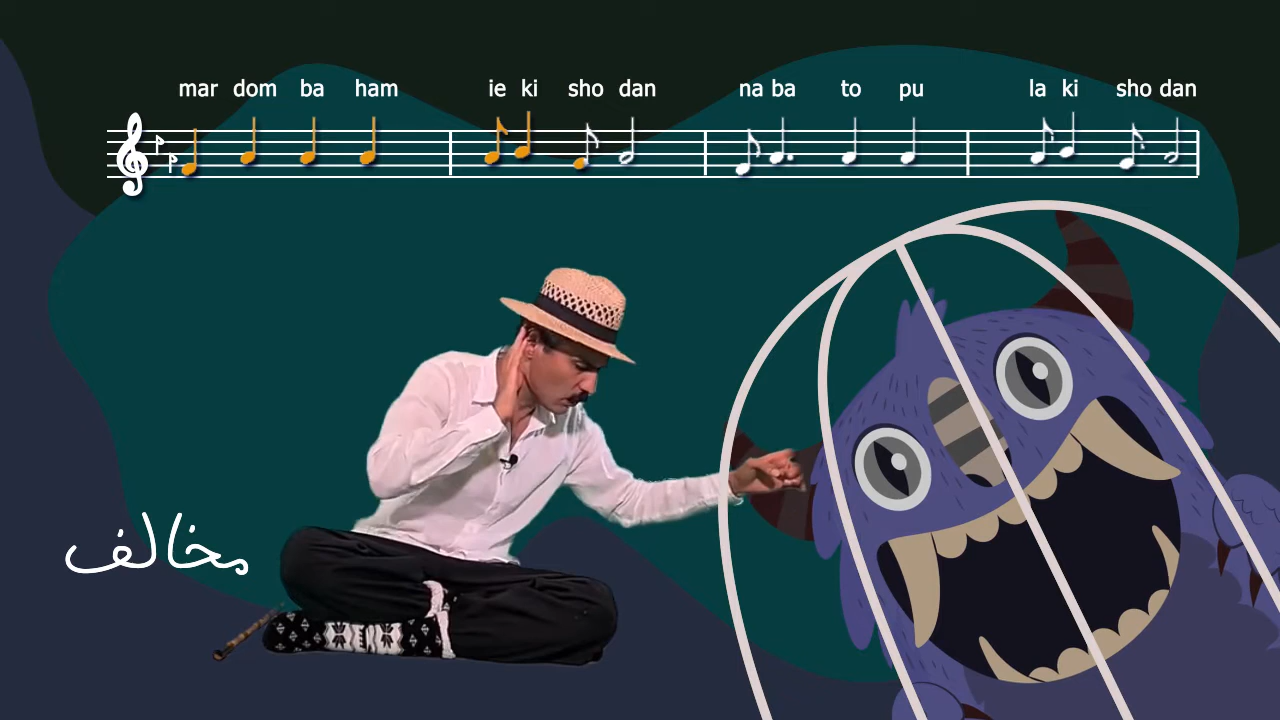 mar dom ba ham ie ki sho dan na ba to pu la ki sho dan
مخالف